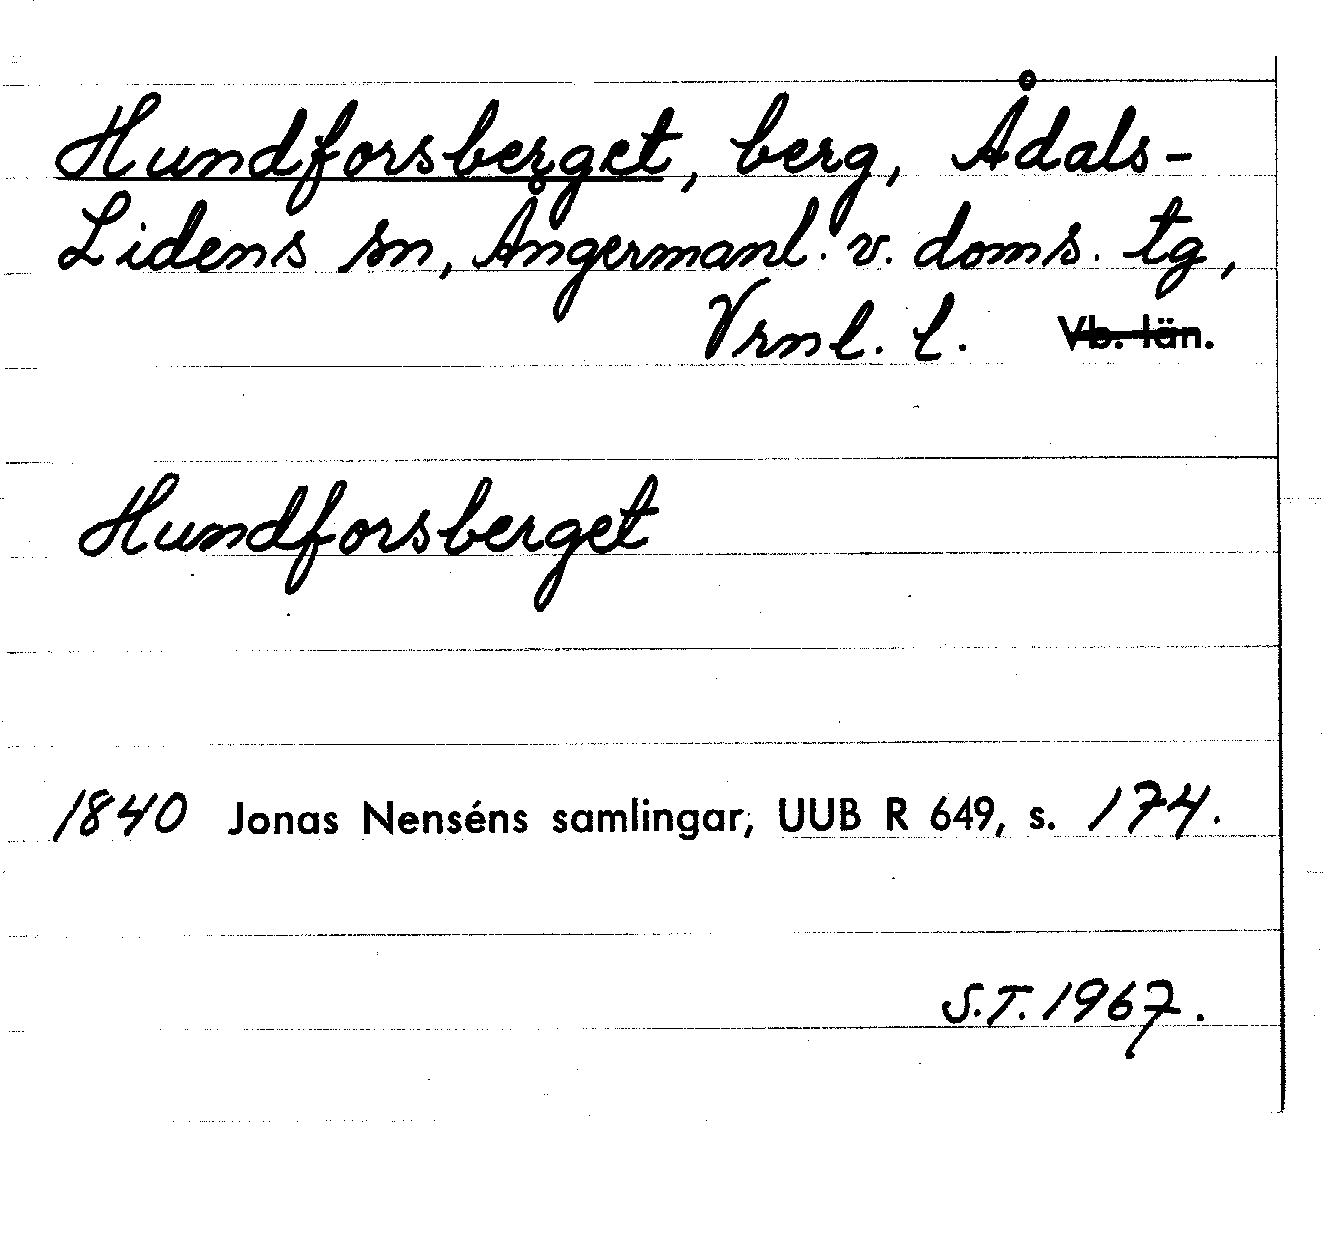 Hundforsberget, berg, Ådals-
Lidens sn, Ångermanl. v. doms. tg,
Vrnl. l. Vb. län.
Hundforsberget
1840 Jonas Nenséns samlingar, UUB R 649, s. 174.
S.T. 1967.